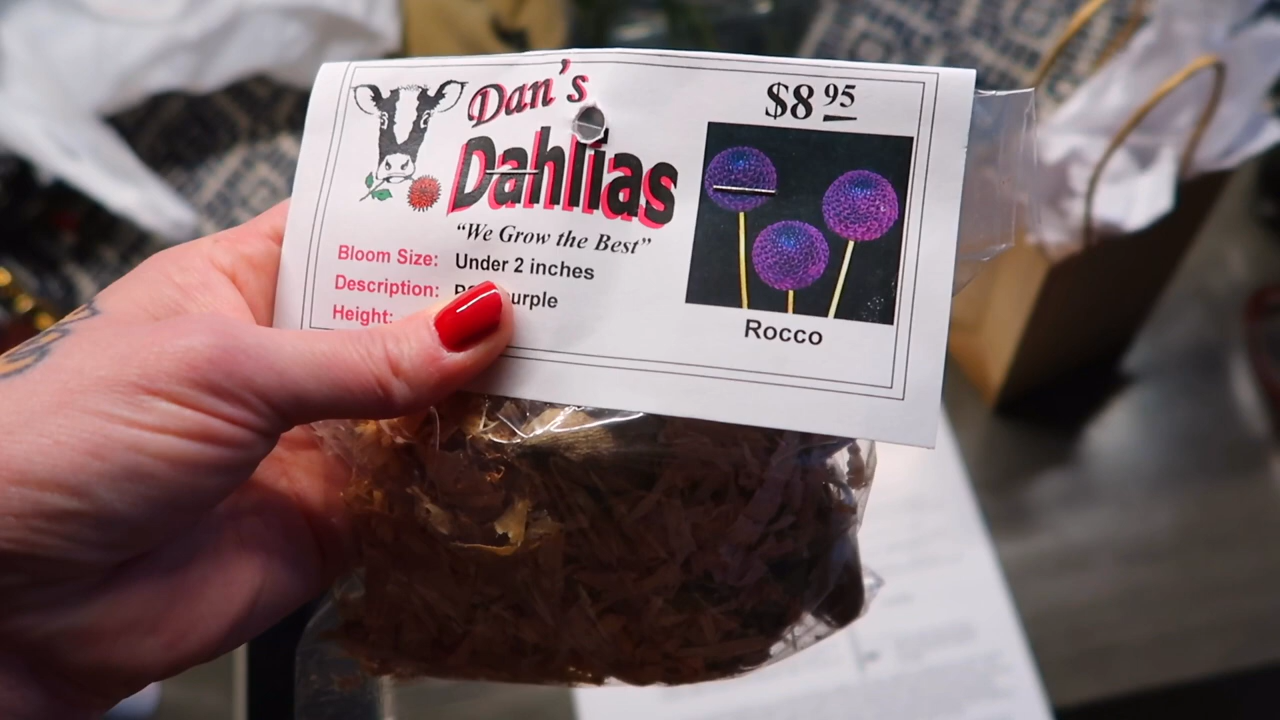 Dan's
Dahlias
"We Grow the Best"
Bloom Size: Under 2 inches
Description: urple
Height:
$8 95
Rocco